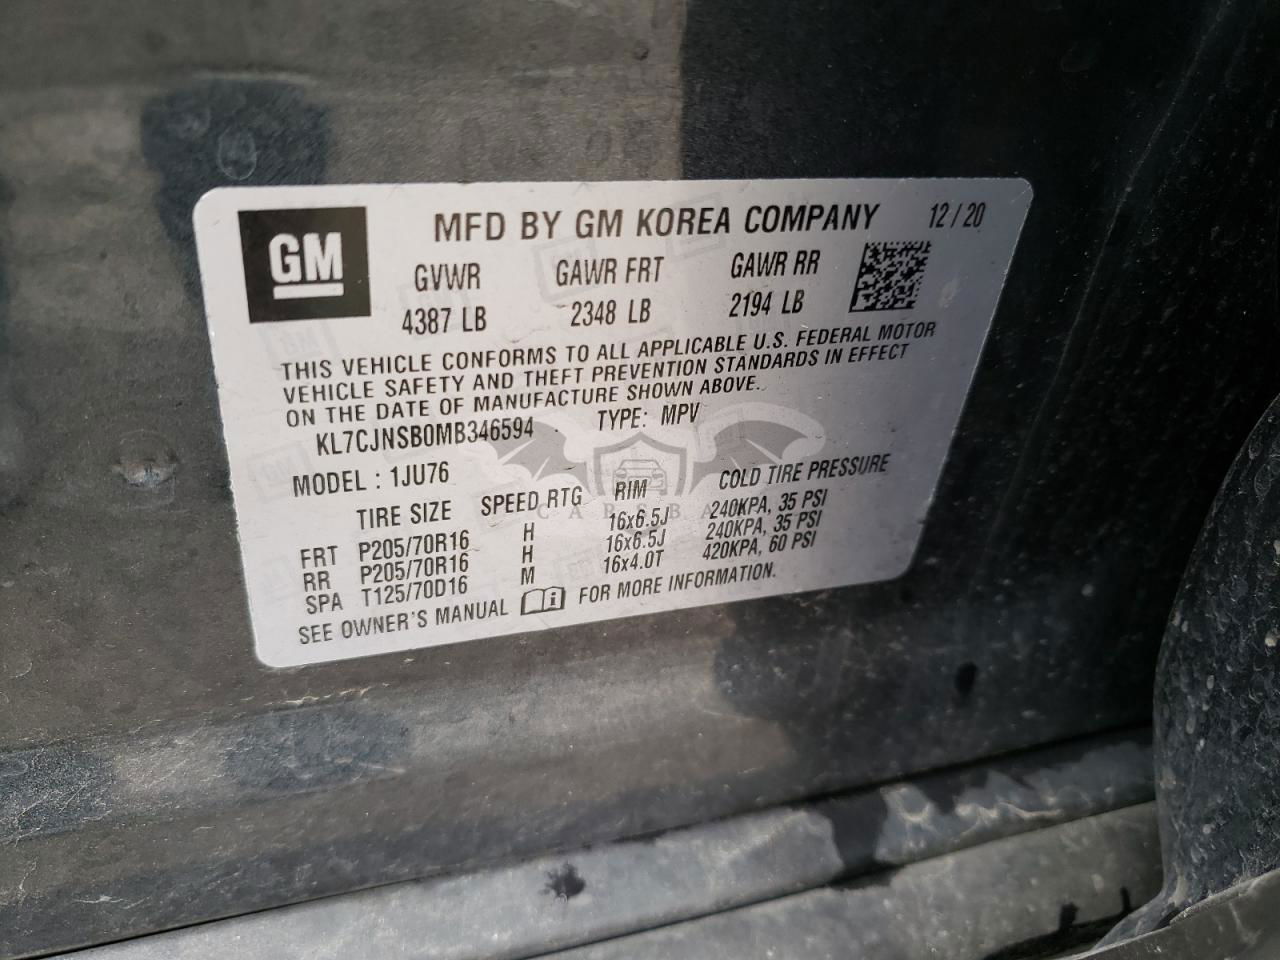 GM
MFD BY GM KOREA COMPANY 12/20
GVWR GAWR FRT GAWR RR
4387 LB 2348 LB 2194 LB
THIS VEHICLE CONFORMS TO ALL APPLICABLE U.S. FEDERAL MOTOR
VEHICLE SAFETY AND THEFT PREVENTION STANDARDS IN EFFECT
ON THE DATE OF MANUFACTURE SHOWN ABOVE.
KL7CJNSB0MB346594 TYPE: MPV
MODEL: 1JU76
TIRE SIZE SPEED RTG RIM COLD TIRE PRESSURE
FRT P205/70R16 H 16x6.5J 240KPA, 35 PSI
RR P205/70R16 H 16x6.5J 240KPA, 35 PSI
SPA T125/70D16 M 16x4.0T 420KPA, 60 PSI
SEE OWNER'S MANUAL FOR MORE INFORMATION.